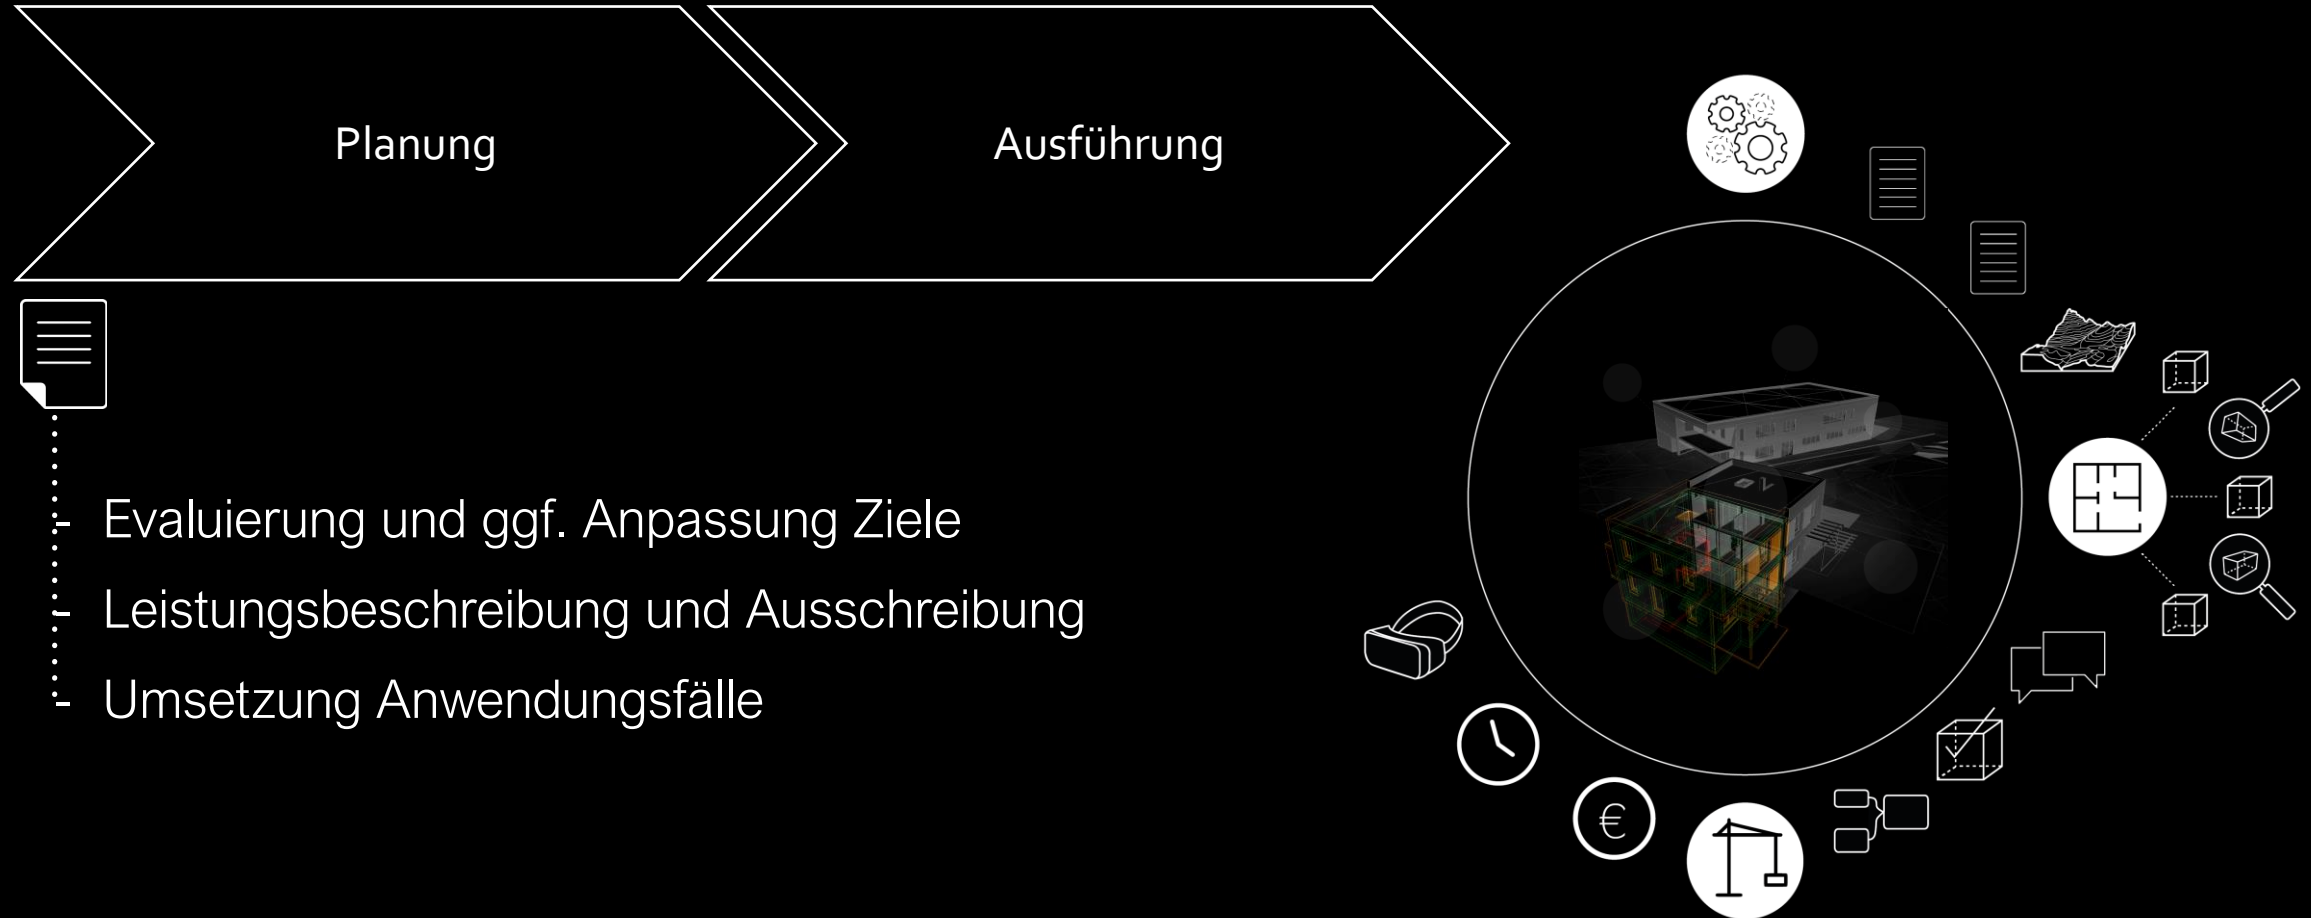 Planung
Ausführung
- Evaluierung und ggf. Anpassung Ziele
- Leistungsbeschreibung und Ausschreibung
- Umsetzung Anwendungsfälle
€